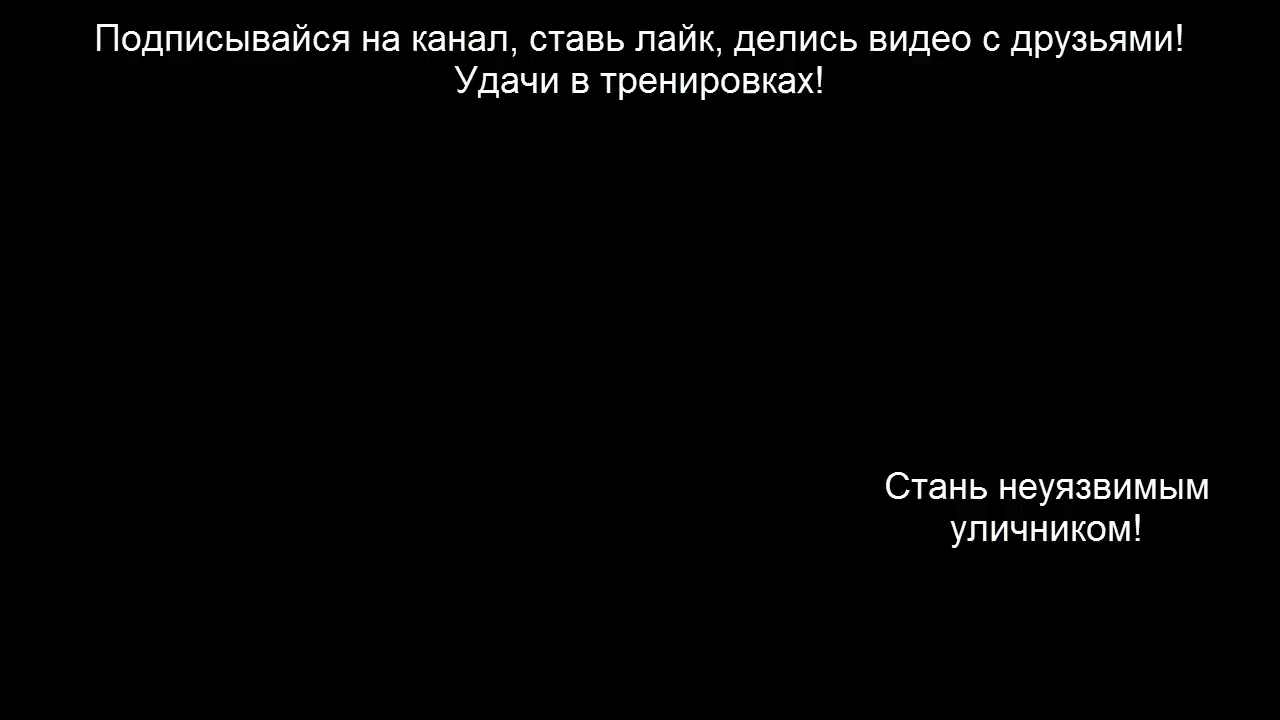 Подписывайся на канал, ставь лайк, делись видео с друзьями!
Удачи в тренировках!
Стань неуязвимым
уличником!